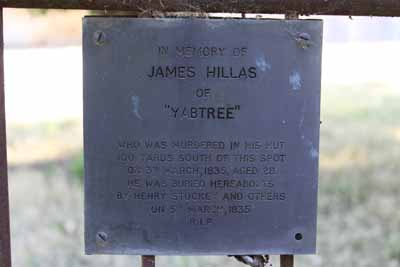 IN MEMORY OF
JAMES HILLAS
OF
"YABTREE"
WHO WAS MURDERED IN HIS HUT
100 YARDS SOUTH OF THIS SPOT
ON 3RD MARCH, 1835, AGED 28
HE WAS BURIED HEREABOUTS
BY HENRY STUCKEY AND OTHERS
ON 5TH MARCH, 1835
R.I.P.